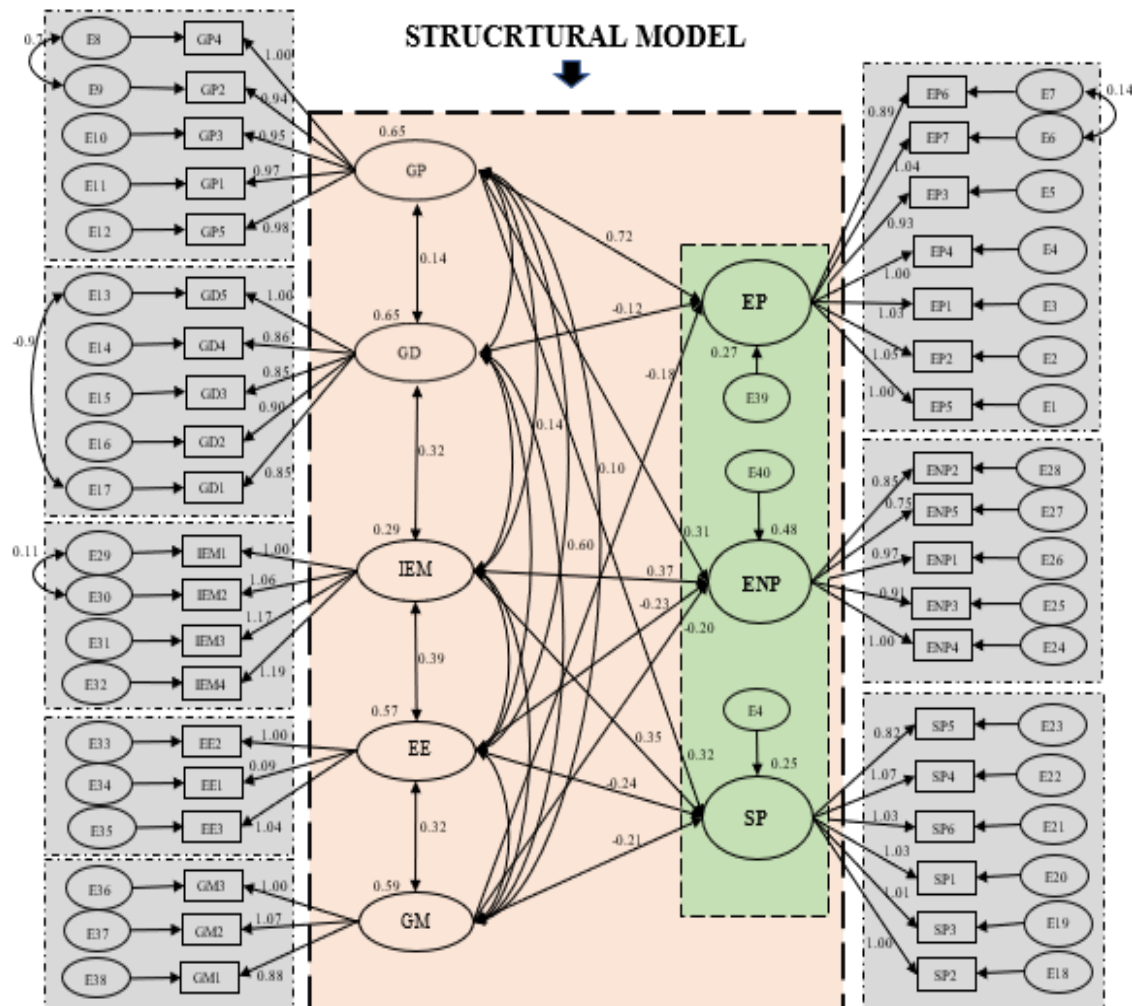 STRUCRTURAL MODEL
0.7
E8
GP4
1.00
E9
GP2
0.94
E10
GP3
0.95
E11
GP1
0.97
E12
GP5
0.98
-0.9
E13
GD5
1.00
E14
GD4
0.86
E15
GD3
0.85
E16
GD2
0.90
E17
GD1
0.85
0.11
E29
IEM1
1.00
E30
IEM2
1.06
E31
IEM3
1.17
E32
IEM4
1.19
E33
EE2
1.00
E34
EE1
0.09
E35
EE3
1.04
E36
GM3
1.00
E37
GM2
1.07
E38
GM1
0.88
0.65
GP
0.14
0.65
GD
0.32
0.29
IEM
0.39
0.57
EE
0.32
0.59
GM
0.72
-0.12
-0.18
0.14
0.10
0.60
0.31
0.37
-0.23
-0.20
0.35
0.32
-0.24
-0.21
EP
0.27
E39
E40
0.48
ENP
E4
0.25
SP
0.89
EP6
E7
0.14
1.04
EP7
E6
0.93
EP3
E5
1.00
EP4
E4
1.03
EP1
E3
1.05
EP2
E2
1.00
EP5
E1
0.85
ENP2
E28
0.75
ENP5
E27
0.97
ENP1
E26
0.91
ENP3
E25
1.00
ENP4
E24
0.82
SP5
E23
1.07
SP4
E22
1.03
SP6
E21
1.03
SP1
E20
1.01
SP3
E19
1.00
SP2
E18